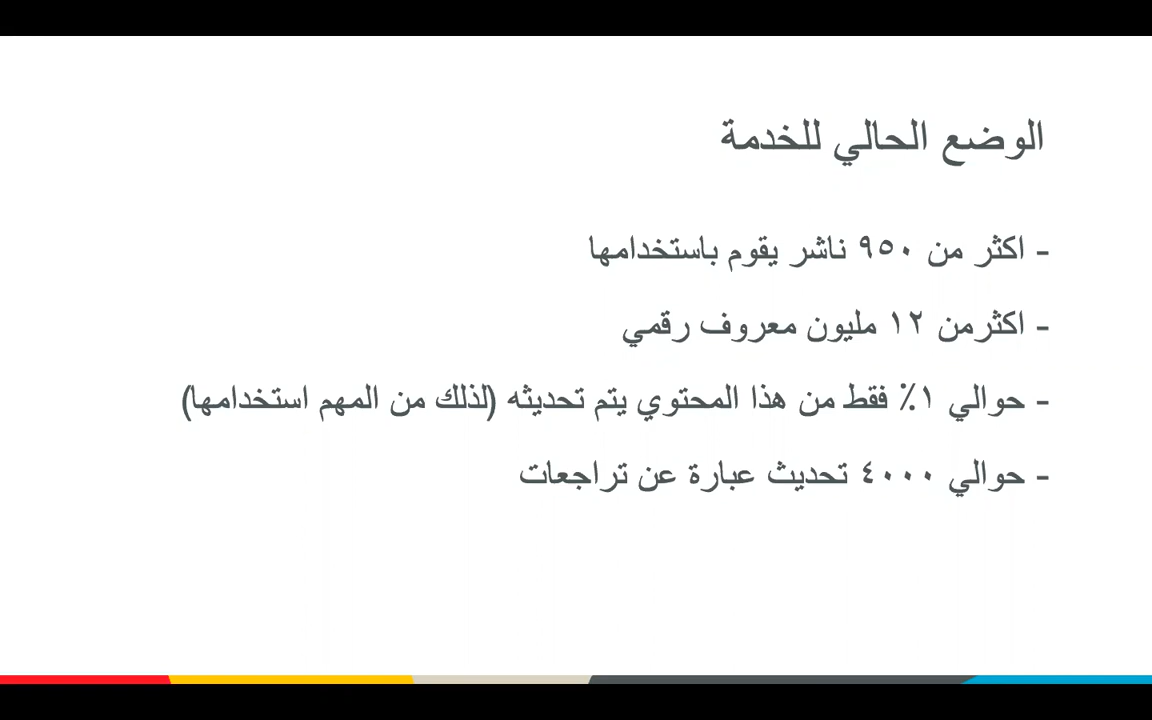 الوضع الحالي للخدمة
- اكثر من ٩٥٠ ناشر يقوم باستخدامها
- اكثرمن ١٢ مليون معروف رقمي
- حوالي ١٪ فقط من هذا المحتوي يتم تحديثه (لذلك من المهم استخدامها)
- حوالي ٤٠٠٠ تحديث عبارة عن تراجعات